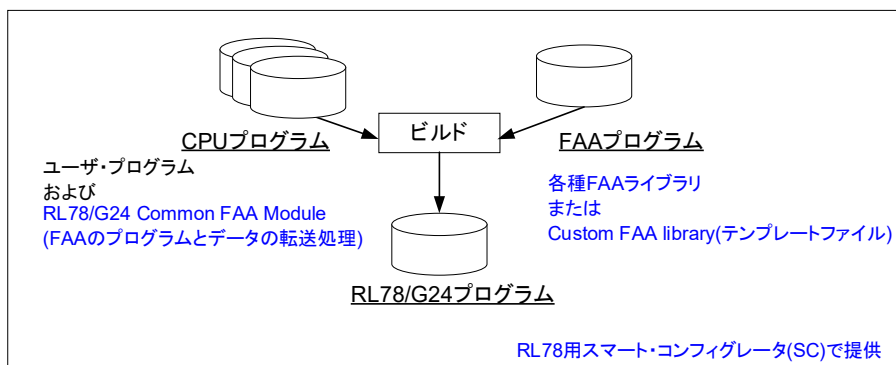 ビルド
CPUプログラム
FAAプログラム
ユーザ・プログラム
および
RL78/G24 Common FAA Module
(FAAのプログラムとデータの転送処理)
各種FAAライブラリ
または
Custom FAA library(テンプレートファイル)
RL78/G24プログラム
RL78用スマート・コンフィグレータ(SC)で提供